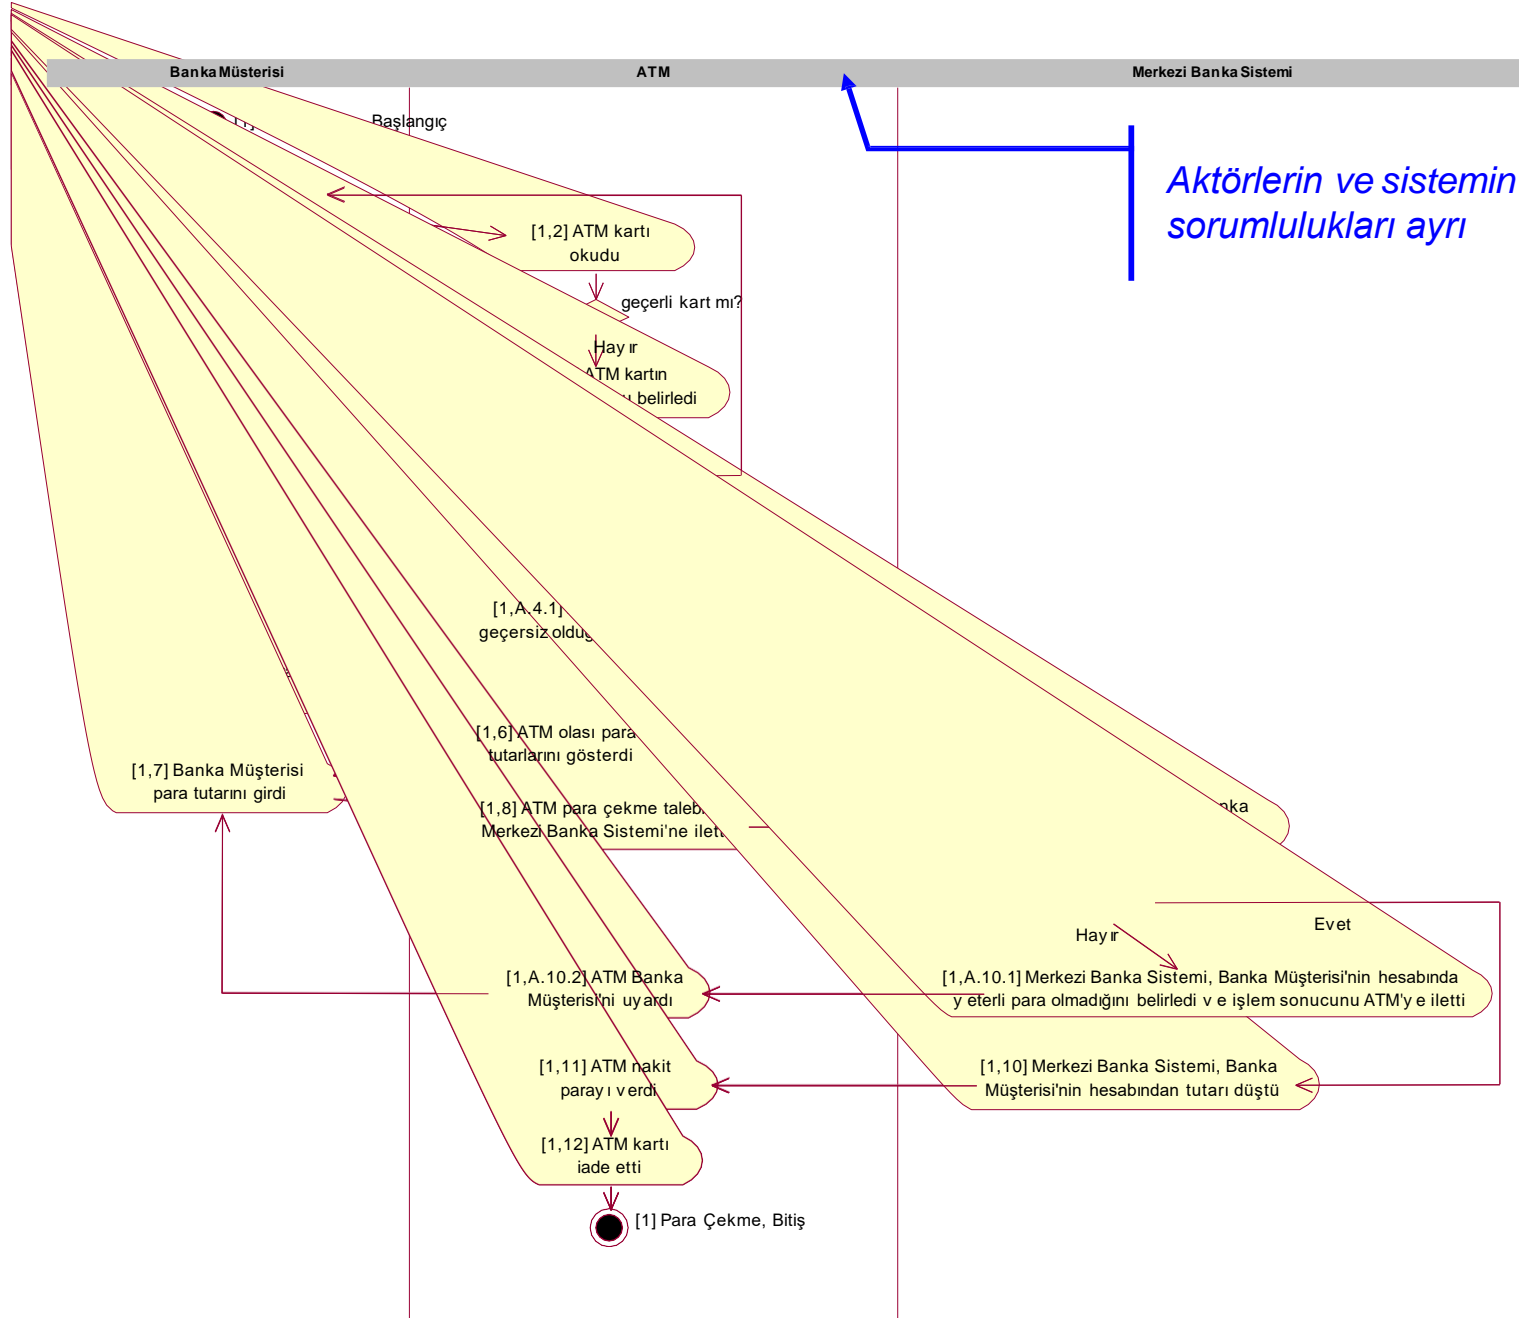 Banka Müsterisi
ATM
Merkezi Banka Sistemi
Başlangıç
Aktörlerin ve sistemin
sorumlulukları ayrı
[1,2] ATM kartı
okudu
geçerli kart mı?
Hayır
ATM kartın
belirledi
[1,A.4.1]
geçersiz
[1,6] ATM olası para
tutarlarını gösterdi
[1,7] Banka Müşterisi
para tutarını girdi
[1,8] ATM para çekme
Merkezi Banka Sistemi'ne
Evet
Hayır
[1,A.10.2] ATM Banka
Müşterisi'ni uyardı
[1,A.10.1] Merkezi Banka Sistemi, Banka Müşterisi'nin hesabında
yeterli para olmadığını belirledi ve işlem sonucunu ATM'ye iletti
[1,11] ATM nakit
parayı verdi
[1,10] Merkezi Banka Sistemi, Banka
Müşterisi'nin hesabından tutarı düştü
[1,12] ATM kartı
iade etti
[1] Para Çekme, Bitiş